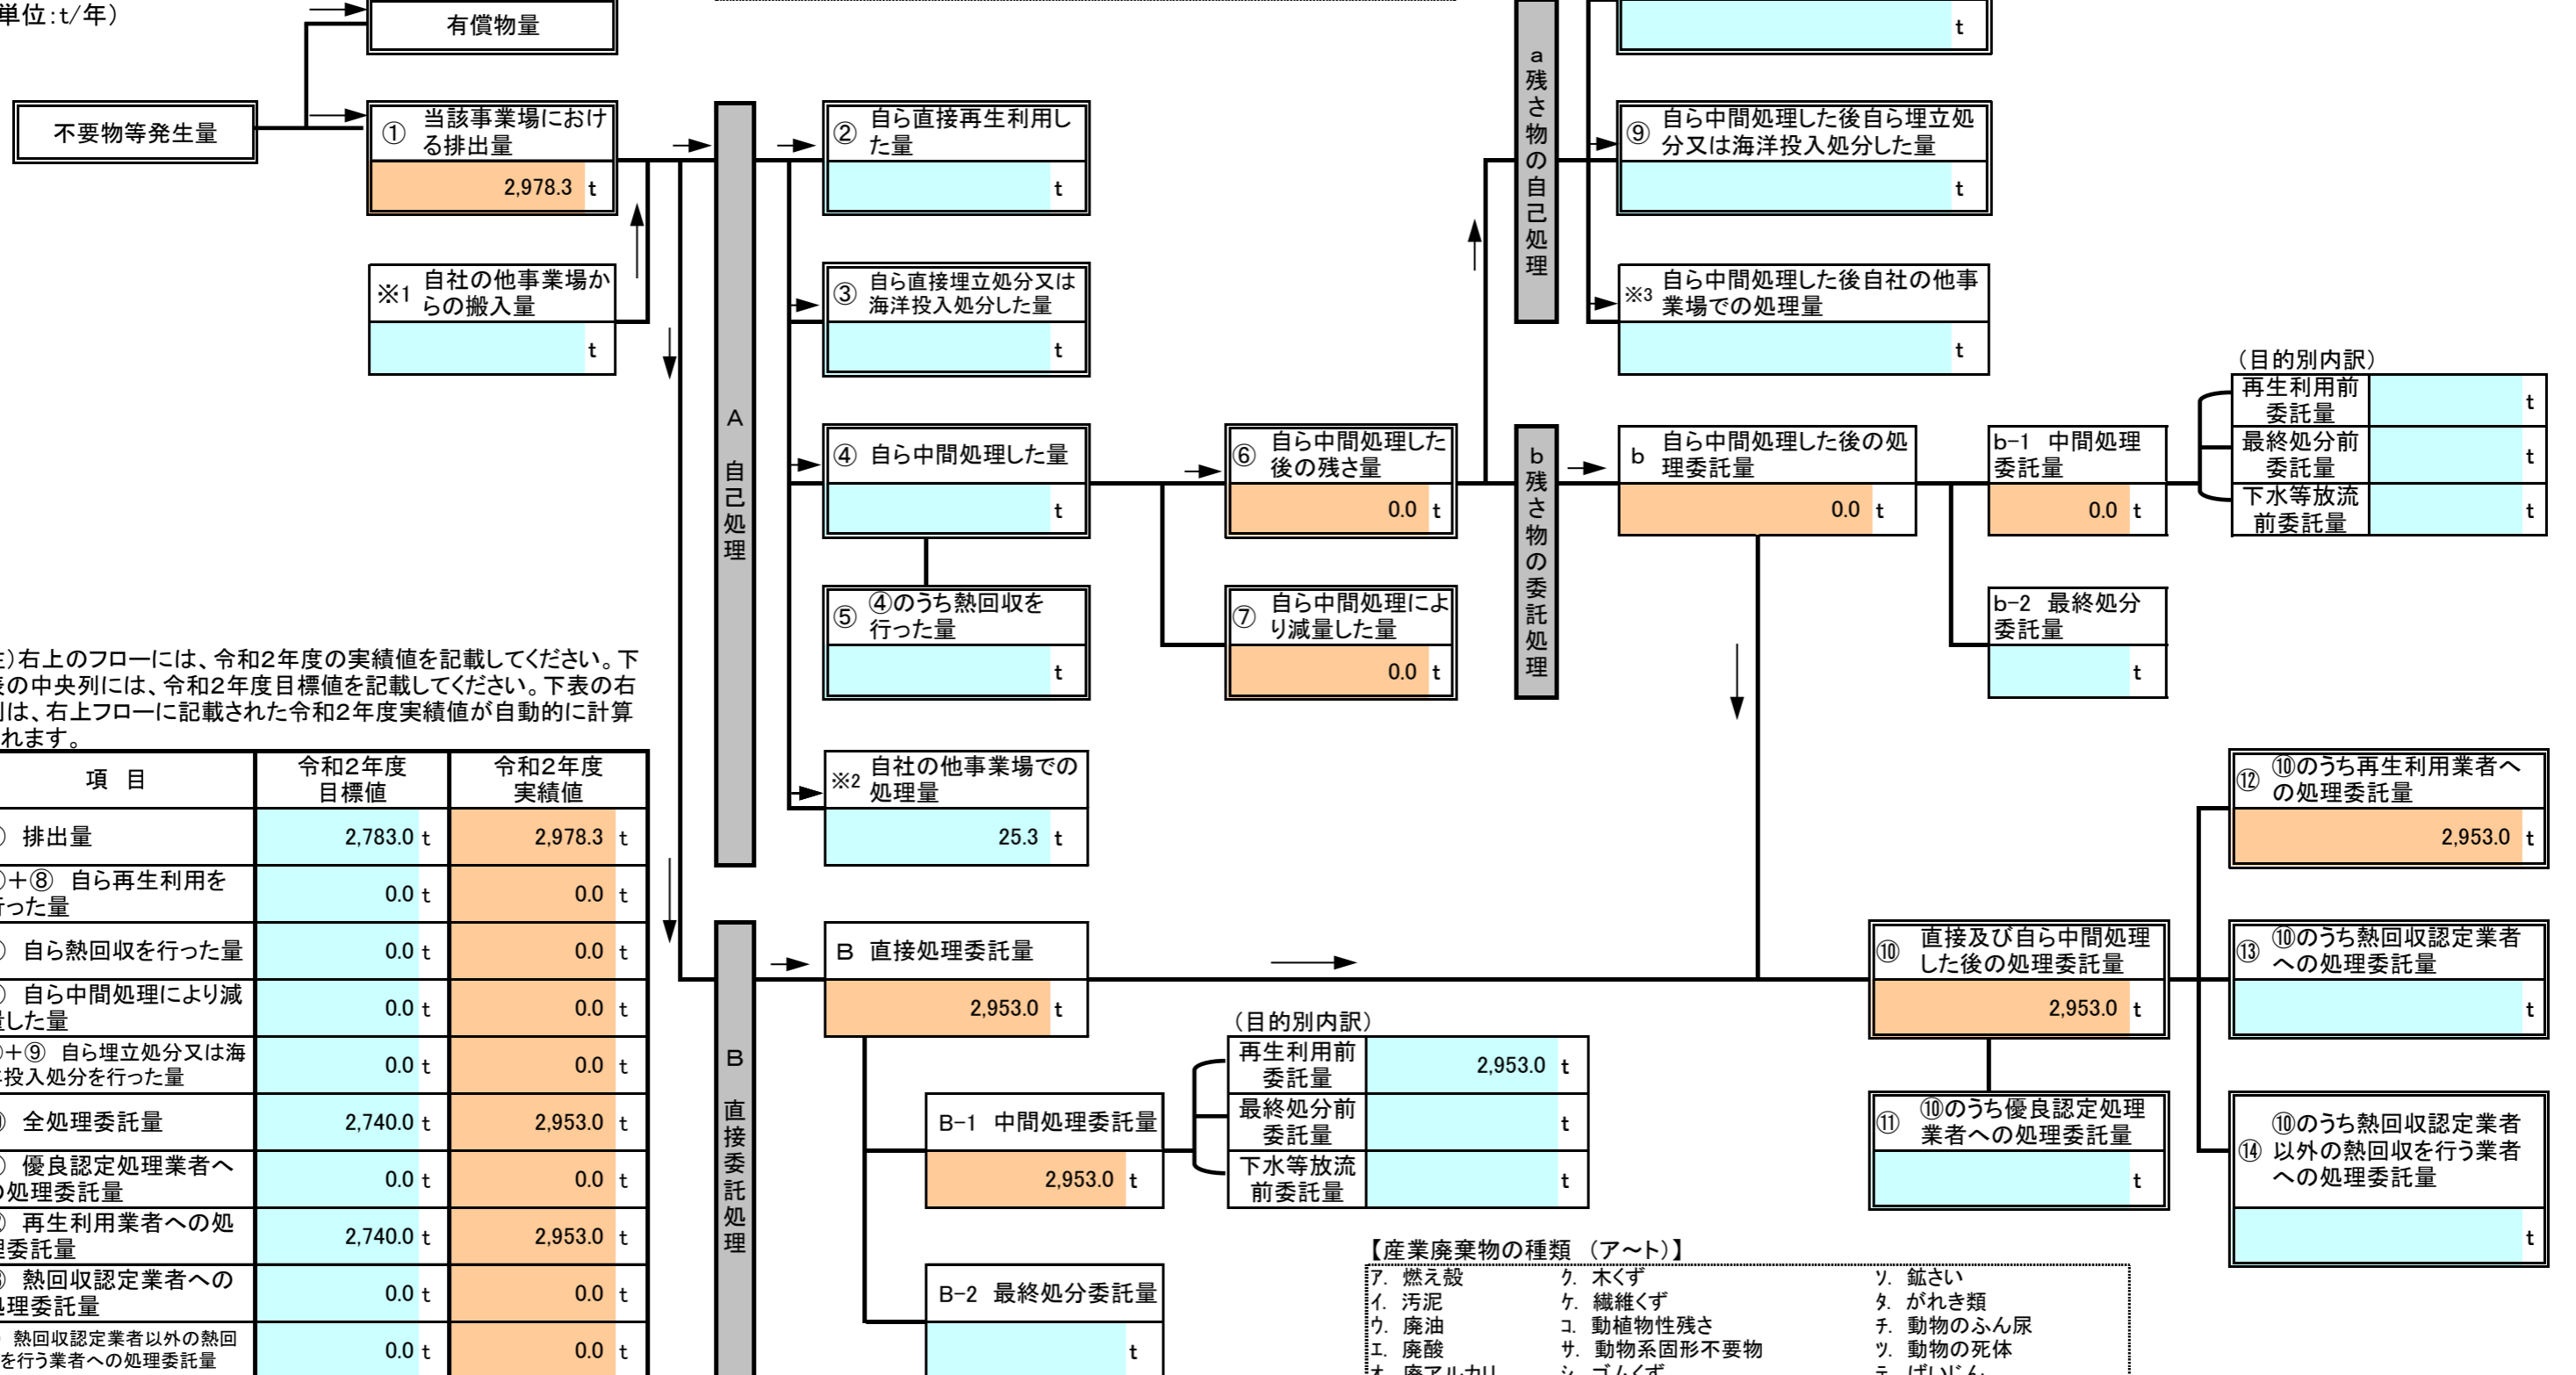 単位:t/年)
有償物量
t
不要物等発生量
① 当該事業場におけ
る排出量
2,978.3 t
※1 自社の他事業場か
らの搬入量
t
A 自己処理
② 自ら直接再生利用し
た量
t
③ 自ら直接埋立処分又は
海洋投入処分した量
t
④ 自ら中間処理した量
t
⑤ ④のうち熱回収を
行った量
t
※2 自社の他事業場での
処理量
25.3 t
⑥ 自ら中間処理した
後の残さ量
0.0 t
⑦ 自ら中間処理によ
り減量した量
0.0 t
a 残さ物の自己処理
⑨ 自ら中間処理した後自ら埋立処
分又は海洋投入処分した量
t
※3 自ら中間処理した後自社の他事
業場での処理量
t
b 残さ物の委託処理
b 自ら中間処理した後の処
理委託量
0.0 t
b-1 中間処理
委託量
0.0 t
b-2 最終処分
委託量
t
(目的別内訳)
再生利用前
委託量
t
最終処分前
委託量
t
下水等放流
前委託量
t
)右上のフローには、令和2年度の実績値を記載してください。下
表の中央列には、令和2年度目標値を記載してください。下表の右
は、右上フローに記載された令和2年度実績値が自動的に計算
れます。
項 目
令和2年度
目標値
令和2年度
実績値
排出量 2,783.0 t 2,978.3 t
+⑧ 自ら再生利用を
行った量 0.0 t 0.0 t
自ら熱回収を行った量 0.0 t 0.0 t
自ら中間処理により減
量した量 0.0 t 0.0 t
+⑨ 自ら埋立処分又は海
洋投入処分を行った量 0.0 t 0.0 t
全処理委託量 2,740.0 t 2,953.0 t
優良認定処理業者へ
の処理委託量 0.0 t 0.0 t
再生利用業者への処
理委託量 2,740.0 t 2,953.0 t
熱回収認定業者への
処理委託量 0.0 t 0.0 t
熱回収認定業者以外の熱回
を行う業者への処理委託量 0.0 t 0.0 t
B 直接委託処理
B 直接処理委託量
2,953.0 t
B-1 中間処理委託量
2,953.0 t
B-2 最終処分委託量
t
(目的別内訳)
再生利用前
委託量
2,953.0 t
最終処分前
委託量
t
下水等放流
前委託量
t
⑩ 直接及び自ら中間処理
した後の処理委託量
2,953.0 t
⑪ ⑩のうち優良認定処理
業者への処理委託量
t
⑫ ⑩のうち再生利用業者へ
の処理委託量
2,953.0 t
⑬ ⑩のうち熱回収認定業者
への処理委託量
t
⑭ ⑩のうち熱回収認定業者
以外の熱回収を行う業者
への処理委託量
t
【産業廃棄物の種類 (ア~ト)】
ア. 燃え殻 ク. 木くず ソ. 鉱さい
イ. 汚泥 ケ. 繊維くず タ. がれき類
ウ. 廃油 コ. 動植物性残さ チ. 動物のふん尿
エ. 廃酸 サ. 動物系固形不要物 ツ. 動物の死体
オ. 廃アルカリ シ. ゴムくず テ. ばいじん